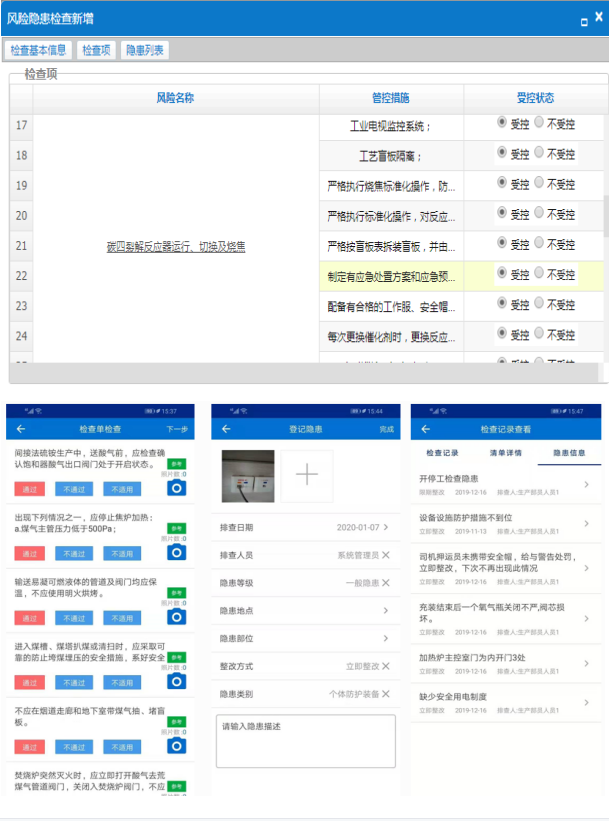 风险隐患检查新增
检查基本信息 检查项 隐患列表
检查项
风险名称 管控措施 受控状态
17 工业电视监控系统； 受控 不受控
18 工艺盲板隔离； 受控 不受控
19 严格执行烧焦标准化操作，防... 受控 不受控
20 严格执行标准化操作，对反应... 受控 不受控
21 碳四裂解反应器运行、切换及烧焦 严格按盲板表拆装盲板，并由... 受控 不受控
22 制定有应急处置方案和应急预... 受控 不受控
23 配备有合格的工作服、安全帽... 受控 不受控
24 每次更换催化剂时，更换反应... 受控 不受控
15:37
检查单检查 下一步
间接法硫铵生产中，送酸气前，应检查确
认饱和器酸气出口阀门处于开启状态。
参考
照片数:0
通过 不通过 不适用
出现下列情况之一，应停止焦炉加热：
a.煤气主管压力低于500Pa；
参考
照片数:0
通过 不通过 不适用
输送易凝可燃液体的管道及阀门均应保
温，不应使用明火烘烤。
参考
照片数:0
通过 不通过 不适用
进入煤槽、煤塔扒煤或清扫时，应采取可
靠的防止垮煤埋压的安全措施，系好安全
参考
照片数:0
通过 不通过 不适用
不应在烟道走廊和地下室带煤气抽、堵盲
板。
参考
照片数:0
通过 不通过 不适用
焚烧炉突然灭火时，应立即打开酸气去荒
煤气管道阀门，关闭入焚烧炉阀门，不应
参考
照片数:0
15:44
登记隐患 完成
排查日期 2020-01-07
排查人员 系统管理员
隐患等级 一般隐患
隐患地点
隐患部位
整改方式 立即整改
隐患类别 个体防护装备
请输入隐患描述
15:47
检查记录查看
检查记录 清单详情 隐患信息
开停工检查隐患
限期整改 2019-12-16 排查人:生产部员人员1
设备设施防护措施不到位
立即整改 2019-11-13 排查人:生产部员人员1
司机押运员未携带安全帽，给与警告处罚，
立即整改，下次不再出现此情况
立即整改 2019-12-16 排查人:生产部员人员1
充装结束后一个氧气瓶关闭不严,阀芯损
坏。
立即整改 2019-12-16 排查人:生产部员人员1
加热炉主控室门为内开门3处
立即整改 2019-12-16 排查人:生产部员人员1
缺少安全用电制度
立即整改 2019-12-16 排查人:生产部员人员1